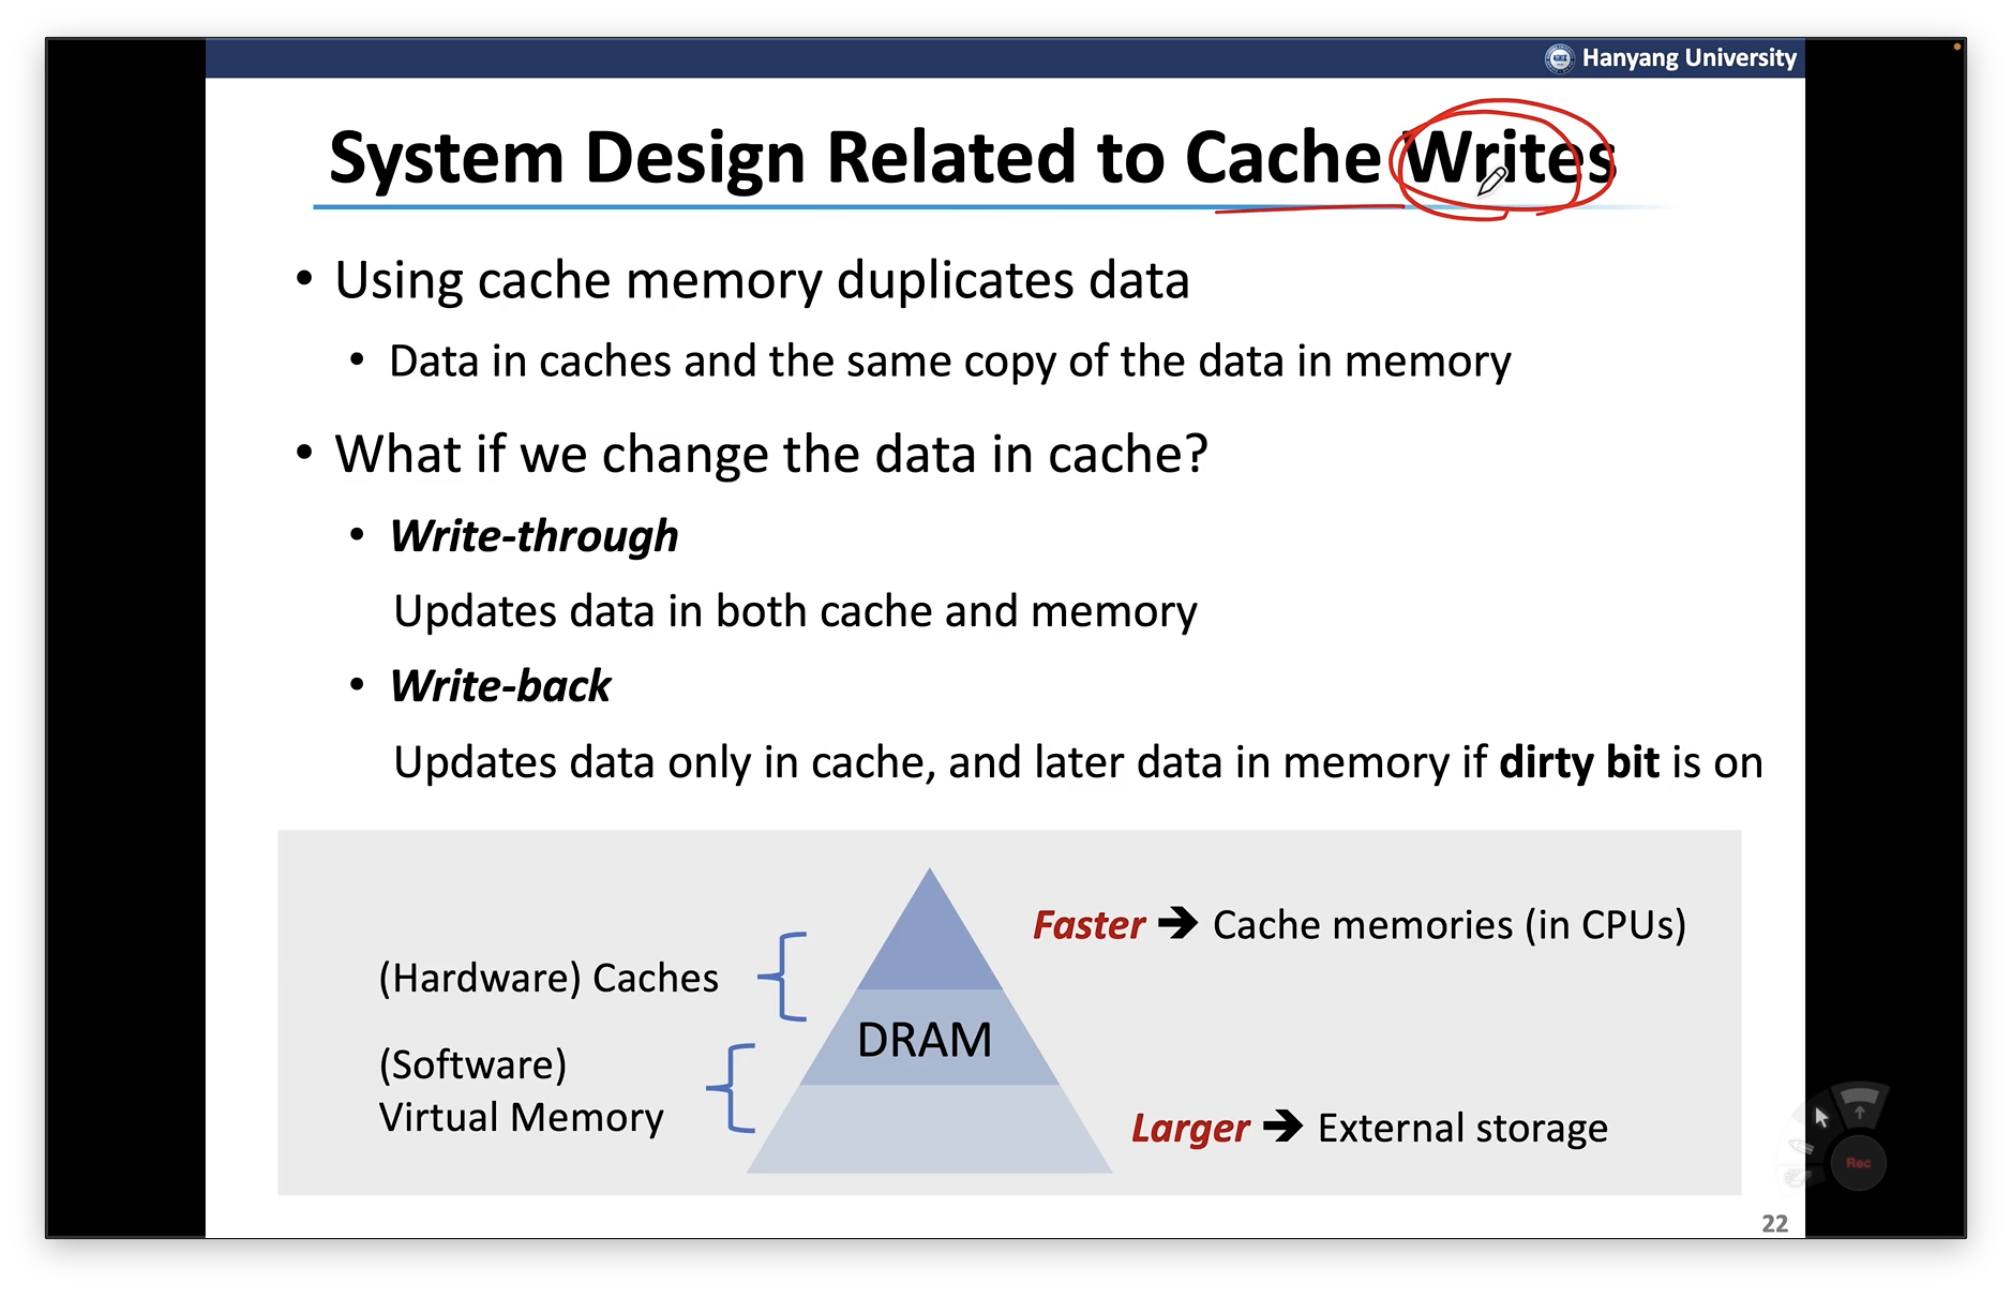 Hanyang University
System Design Related to Cache Writes
• Using cache memory duplicates data
• Data in caches and the same copy of the data in memory
• What if we change the data in cache?
• Write-through
Updates data in both cache and memory
• Write-back
Updates data only in cache, and later data in memory if dirty bit is on
Faster ➔ Cache memories (in CPUs)
(Hardware) Caches
DRAM
(Software)
Virtual Memory
Larger ➔ External storage
Rec
22